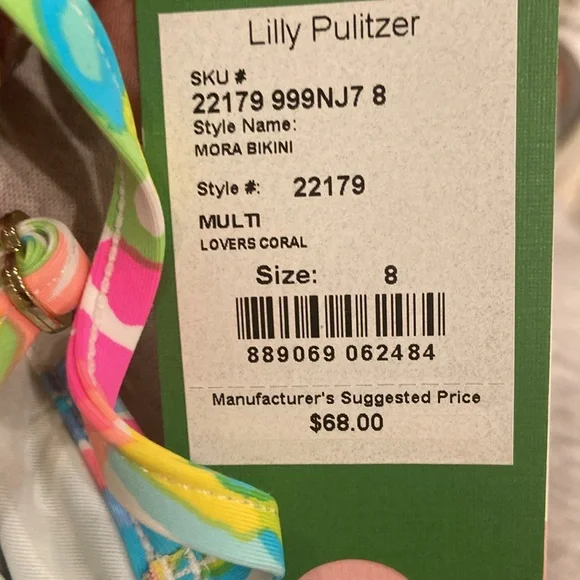 Lilly Pulitzer
SKU #
22179 999NJ7 8
Style Name:
MORA BIKINI
Style #: 22179
MULTI
LOVERS CORAL
Size: 8
889069 062484
Manufacturer's Suggested Price
$68.00